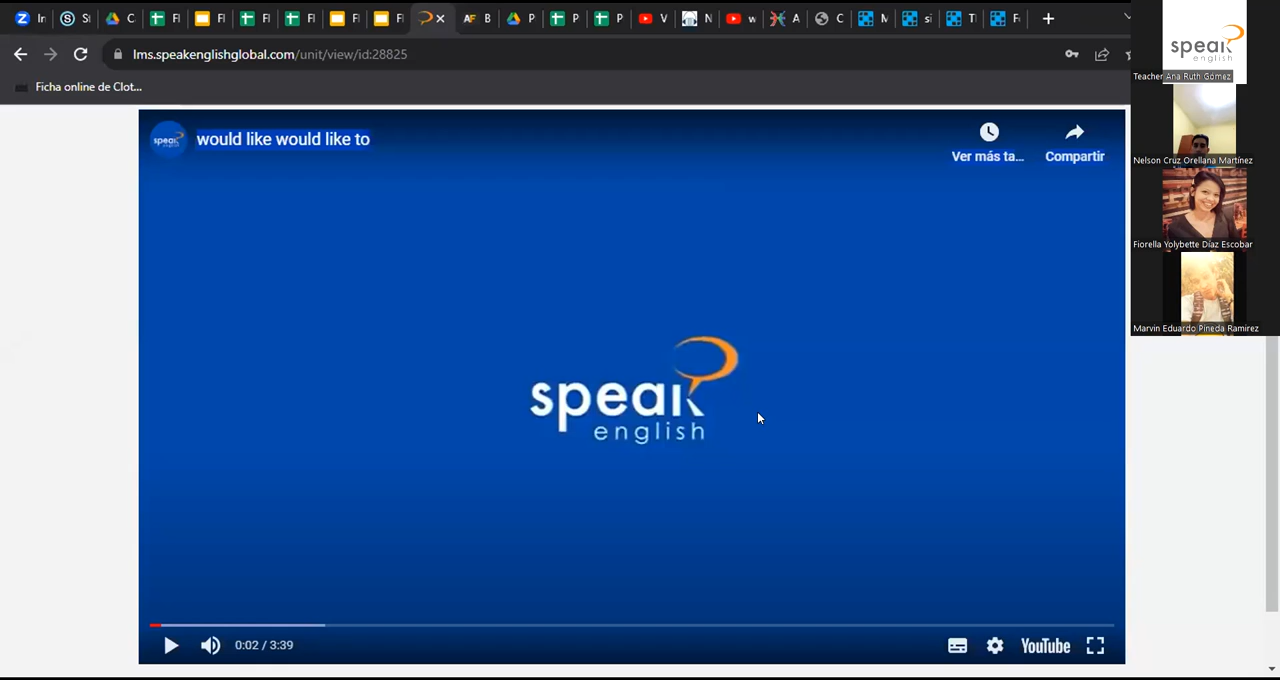 lms.speakenglishglobal.com/unit/view/id:28825
Ficha online de Clot...
would like would like to
Ver más ta...
Compartir
speak
english
0:02 / 3:39
YouTube
speak
english
Teacher Ana Ruth Gómez
Nelson Cruz Orellana Martínez
Fiorella Yolybette Díaz Escobar
Marvin Eduardo Pineda Ramirez